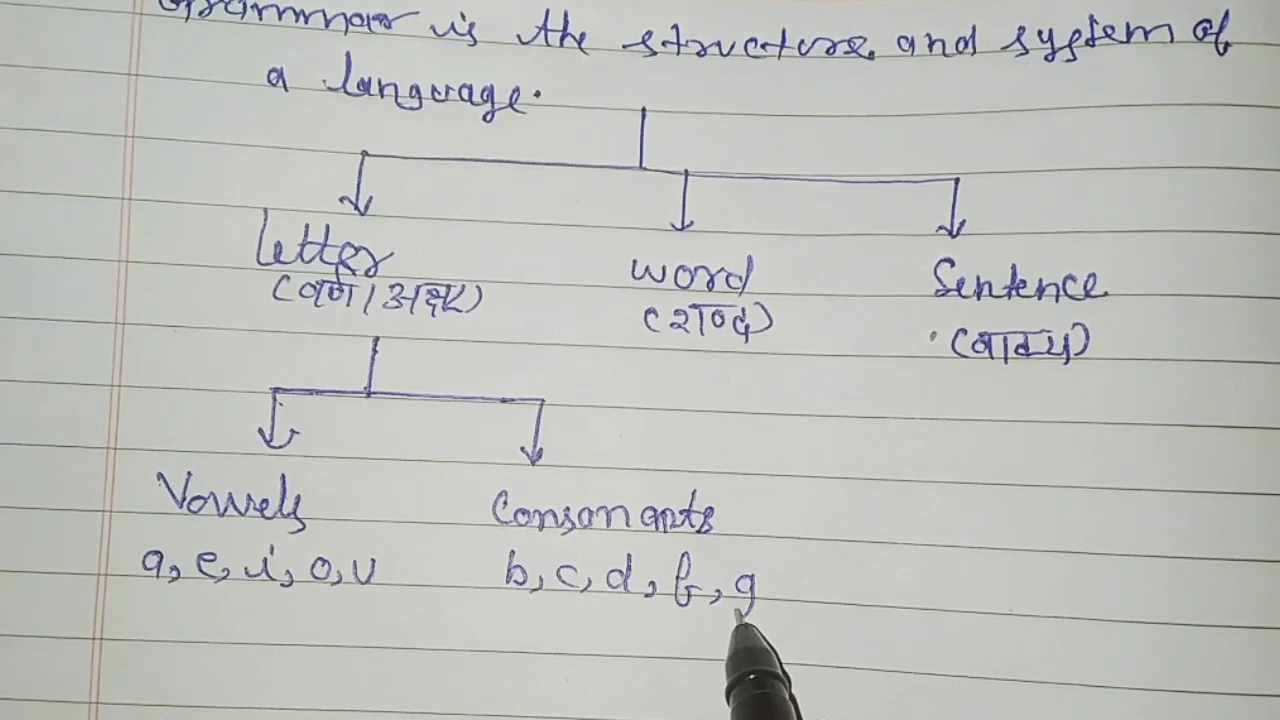 Grammar is the structure and system of
a language.
Letter
(वर्ण/अक्षर)
word
(शब्द)
Sentence
(वाक्य)
Vowels
a, e, i, o, u
Consonants
b, c, d, f, g